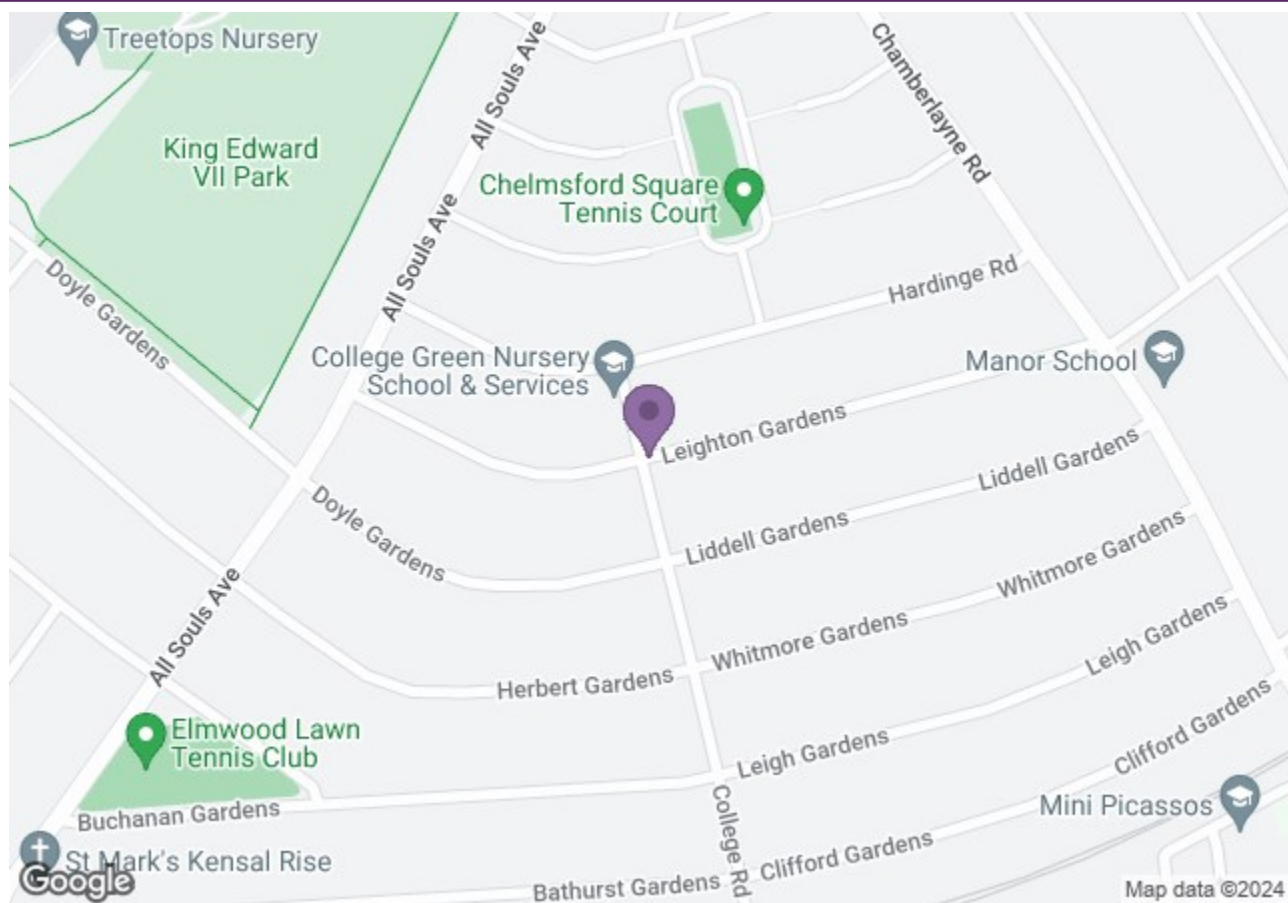 Treetops Nursery
All Souls Ave
Chamberlayne Rd
King Edward
VII Park
Chelmsford Square
Tennis Court
All Souls Ave
Hardinge Rd
Doyle Gardens
College Green Nursery
School & Services
Manor School
Leighton Gardens
Liddell Gardens
Doyle Gardens
Liddell Gardens
Whitmore Gardens
All Souls Ave
Whitmore Gardens
Leigh Gardens
Herbert Gardens
Elmwood Lawn
Tennis Club
Leigh Gardens
Clifford Gardens
Buchanan Gardens
College Rd
Mini Picassos
St Mark's Kensal Rise
Clifford Gardens
Google
Bathurst Gardens
Map data ©2024